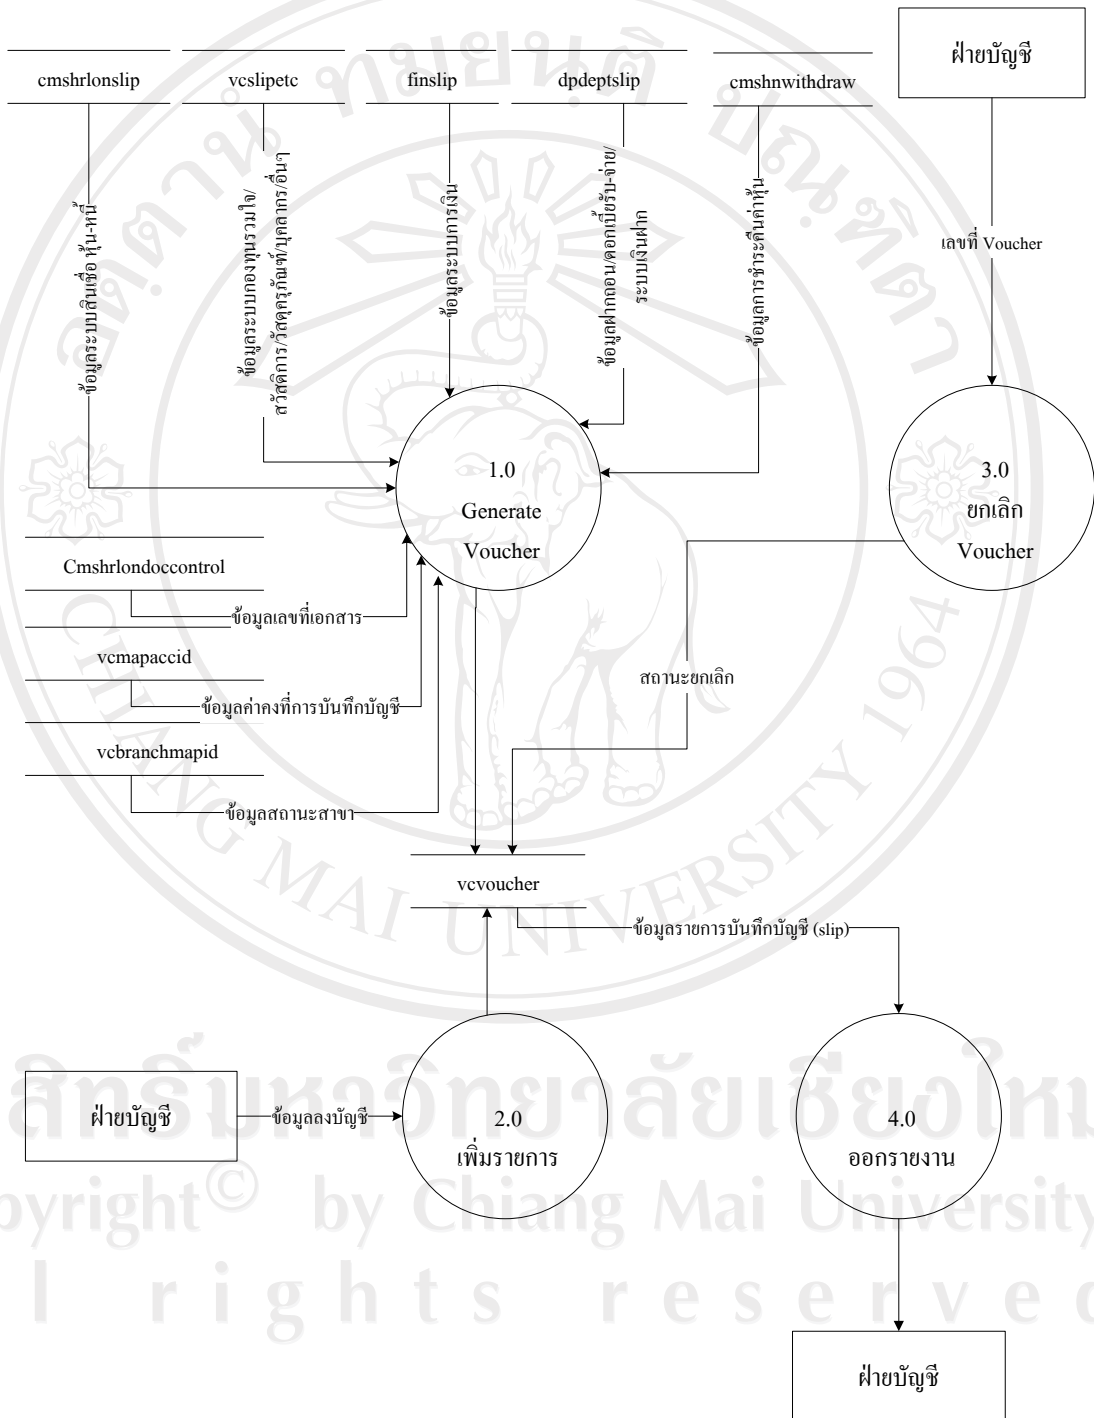 ฝ่ายบัญชี
cmshrlonslip
vcslipetc
finslip
dpdeptslip
cmshnwithdraw
ข้อมูลระบบสินเชื่อ หุ้น-หนี้
ข้อมูลระบบกองทุนรวมใจ/
สวัสดิการ/วัสดุครุภัณฑ์/บุคลากร/อื่นๆ
ข้อมูลระบบการเงิน
ข้อมูลฝากถอน/ดอกเบี้ยรับ-จ่าย/
ระบบเงินฝาก
ข้อมูลการชำระคืนค่าหุ้น
เลขที่ Voucher
1.0
Generate
Voucher
3.0
ยกเลิก
Voucher
Cmshrlondoccontrol
ข้อมูลเลขที่เอกสาร
vcmapaccid
ข้อมูลค่าคงที่การบันทึกบัญชี
vcbranchmapid
ข้อมูลสถานะสาขา
สถานะยกเลิก
vcvoucher
ข้อมูลรายการบันทึกบัญชี (slip)
ฝ่ายบัญชี
ข้อมูลลงบัญชี
2.0
เพิ่มรายการ
4.0
ออกรายงาน
ฝ่ายบัญชี
CHIANG MAI UNIVERSITY 1964
สิทธิ์มหาวิทยาลัยเชียงให
pyright© by Chiang Mai University
l rights reserved